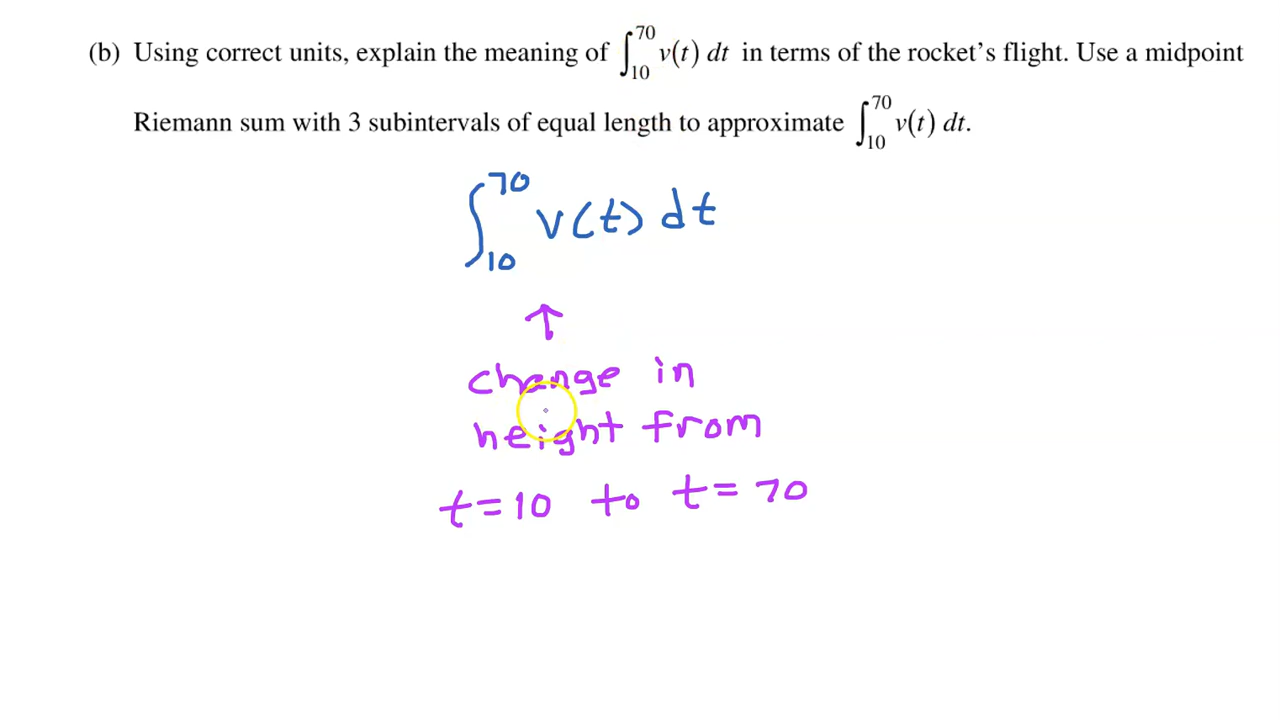 (b) Using correct units, explain the meaning of ∫₁₀⁷⁰ v(t) dt in terms of the rocket's flight. Use a midpoint
Riemann sum with 3 subintervals of equal length to approximate ∫₁₀⁷⁰ v(t) dt.
∫₁₀⁷⁰ v(t) dt
↑
change in
height from
t=10 to t=70